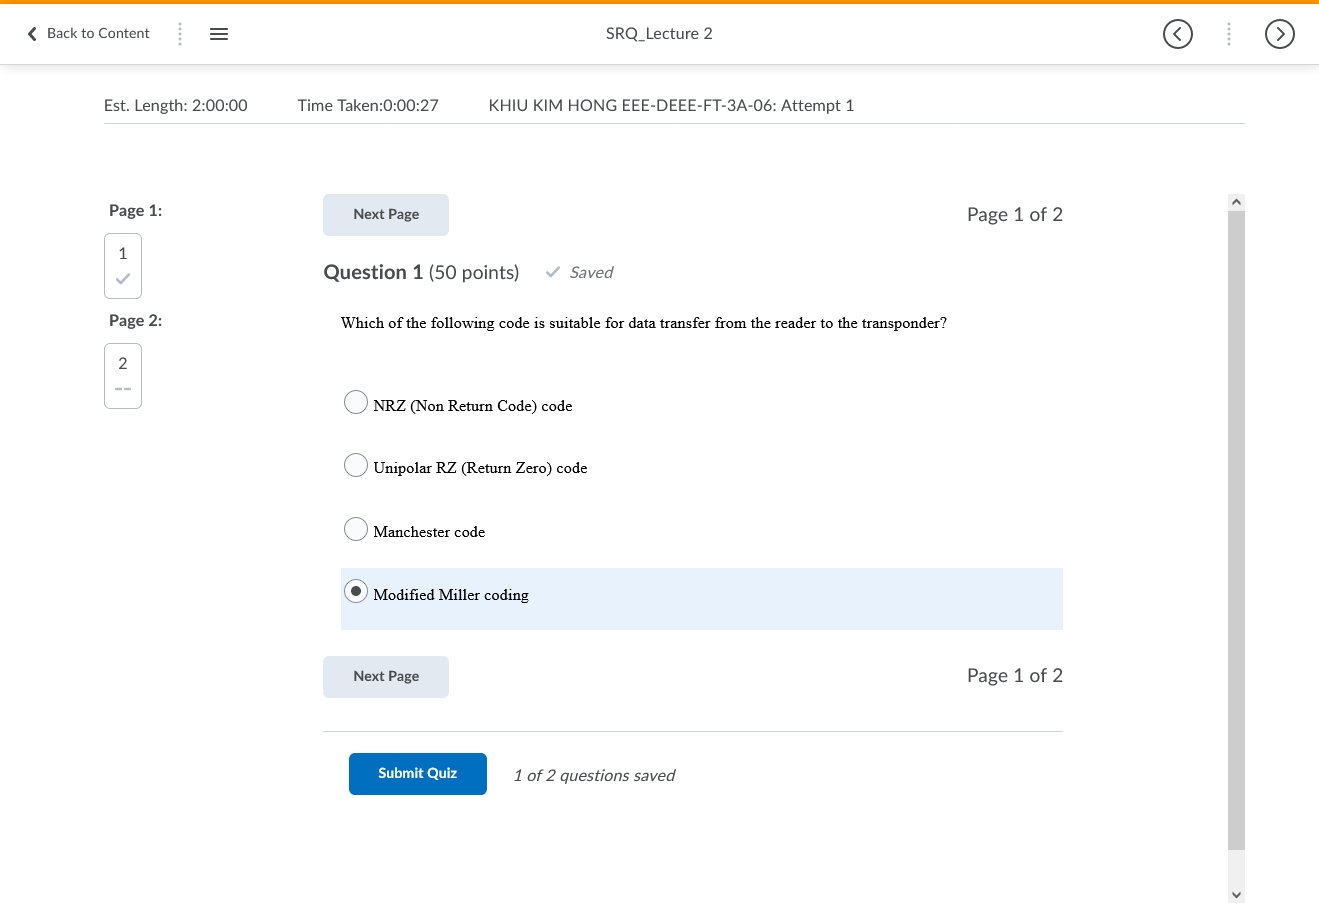 Back to Content
SRQ_Lecture 2
Est. Length: 2:00:00 Time Taken:0:00:27 KHIU KIM HONG EEE-DEEE-FT-3A-06: Attempt 1
Page 1:
1
Page 2:
2
--
Next Page
Page 1 of 2
Question 1 (50 points) Saved
Which of the following code is suitable for data transfer from the reader to the transponder?
NRZ (Non Return Code) code
Unipolar RZ (Return Zero) code
Manchester code
Modified Miller coding
Next Page
Page 1 of 2
Submit Quiz
1 of 2 questions saved